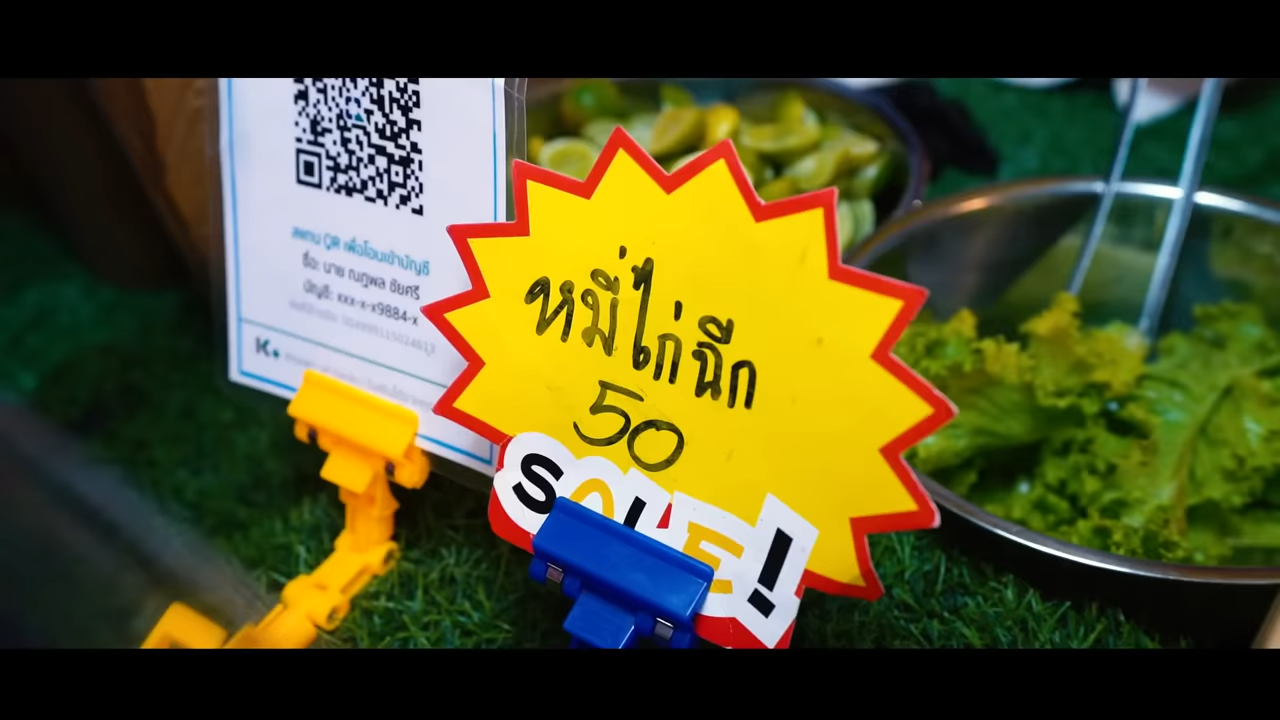 สแกน QR เพื่อโอนเข้าบัญชี
ชื่อ: นาย ณฎพล ชัยศรี
บัญชี: xxx-x-x9884-x
K+
หมี่ไก่ฉีก
50
SALE!